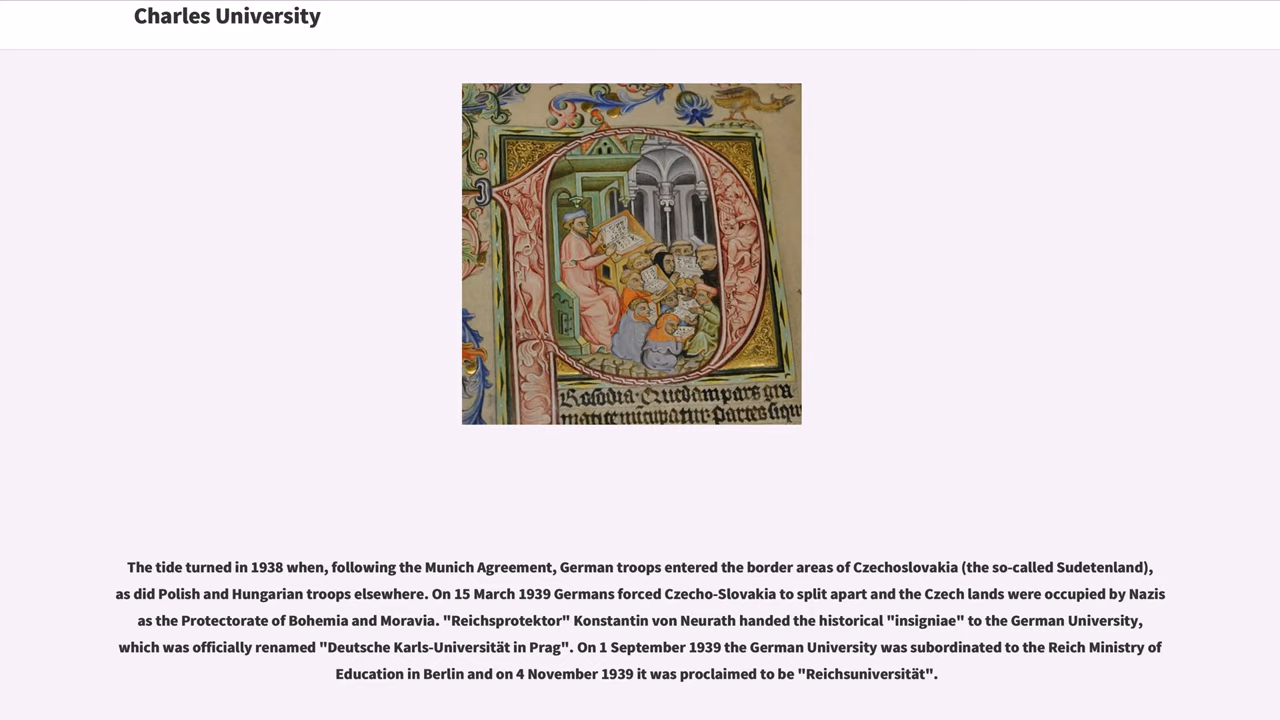 Charles University
Rosodia. Quedam pars gra
The tide turned in 1938 when, following the Munich Agreement, German troops entered the border areas of Czechoslovakia (the so-called Sudetenland),
as did Polish and Hungarian troops elsewhere. On 15 March 1939 Germans forced Czecho-Slovakia to split apart and the Czech lands were occupied by Nazis
as the Protectorate of Bohemia and Moravia. "Reichsprotektor" Konstantin von Neurath handed the historical "insigniae" to the German University,
which was officially renamed "Deutsche Karls-Universität in Prag". On 1 September 1939 the German University was subordinated to the Reich Ministry of
Education in Berlin and on 4 November 1939 it was proclaimed to be "Reichsuniversität".